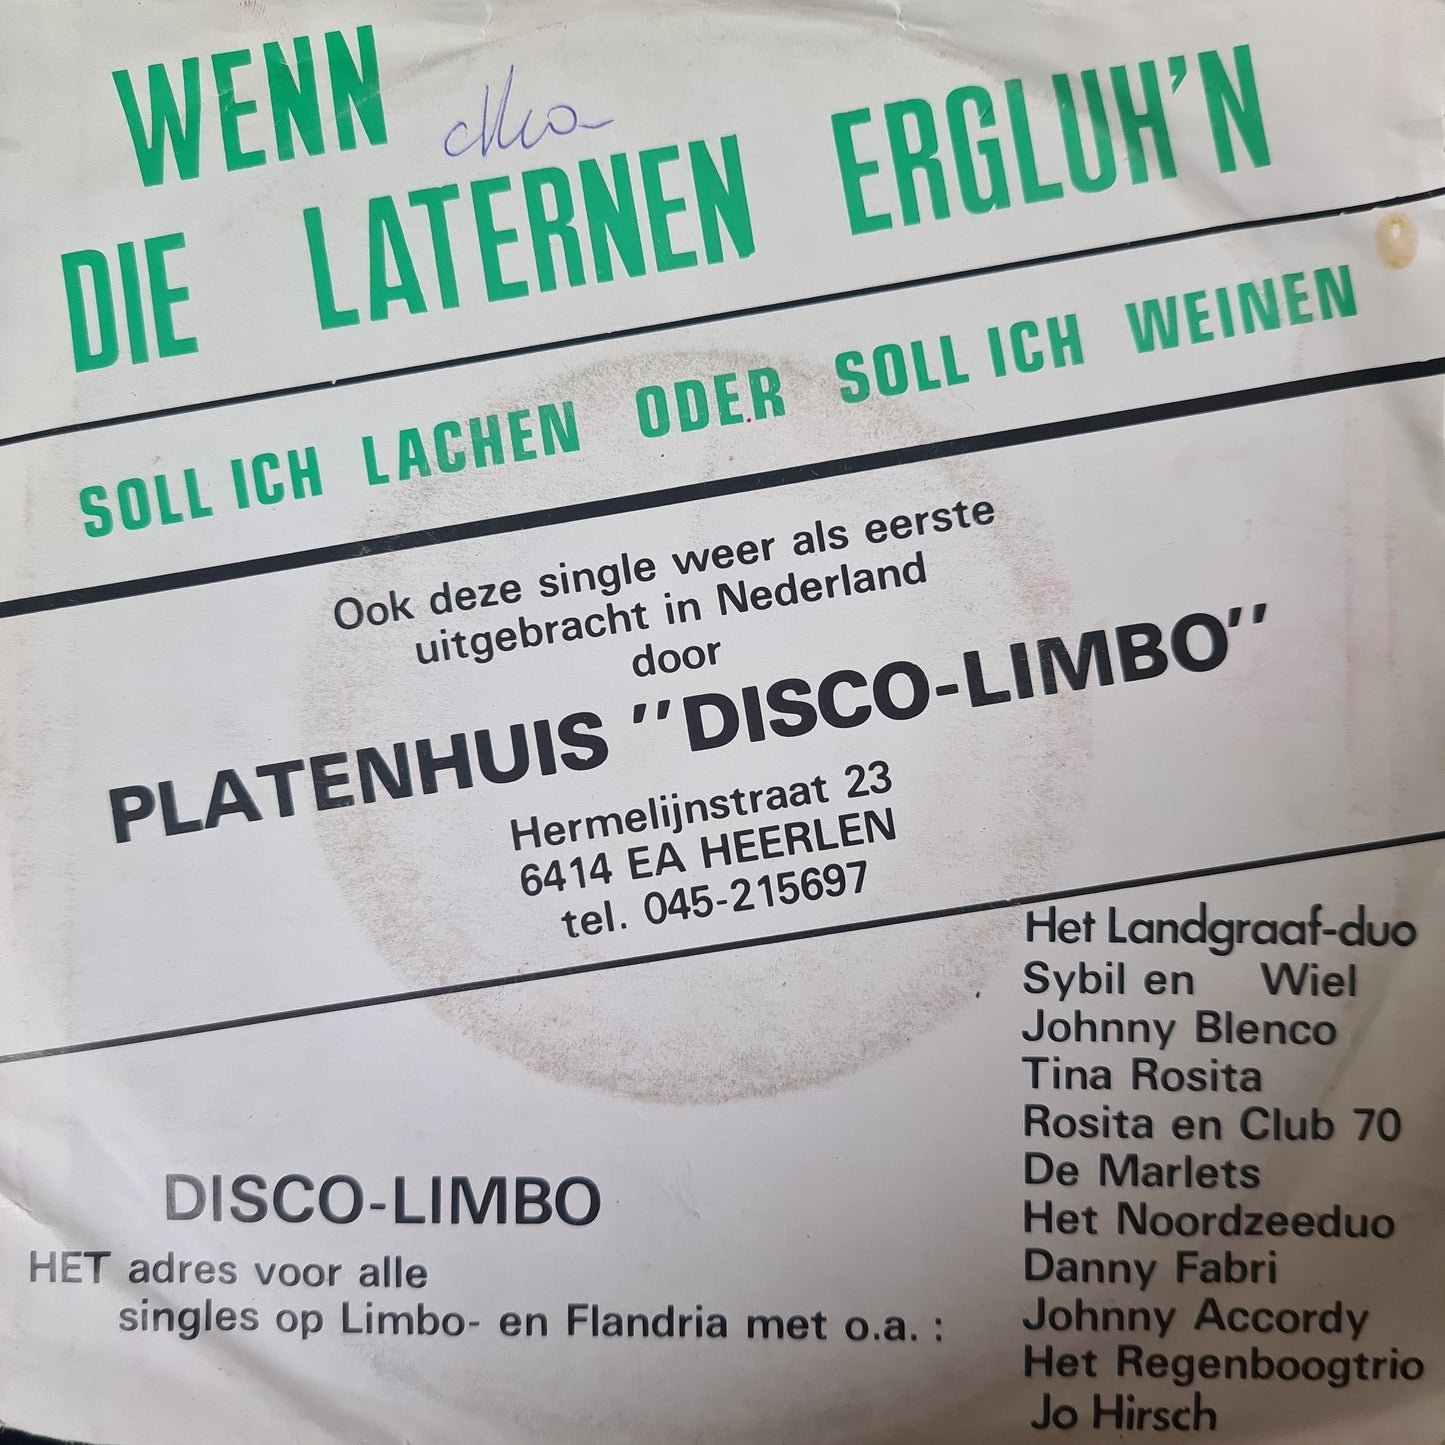 WENN
DIE LATERNEN ERGLUH'N
SOLL ICH LACHEN ODER SOLL ICH WEINEN
Ook deze single weer als eerste
uitgebracht in Nederland
door
PLATENHUIS "DISCO-LIMBO"
Hermelijnstraat 23
6414 EA HEERLEN
tel. 045-215697
DISCO-LIMBO
HET adres voor alle
singles op Limbo- en Flandria met o.a. :
Het Landgraaf-duo
Sybil en Wiel
Johnny Blenco
Tina Rosita
Rosita en Club 70
De Marlets
Het Noordzeeduo
Danny Fabri
Johnny Accordy
Het Regenboogtrio
Jo Hirsch